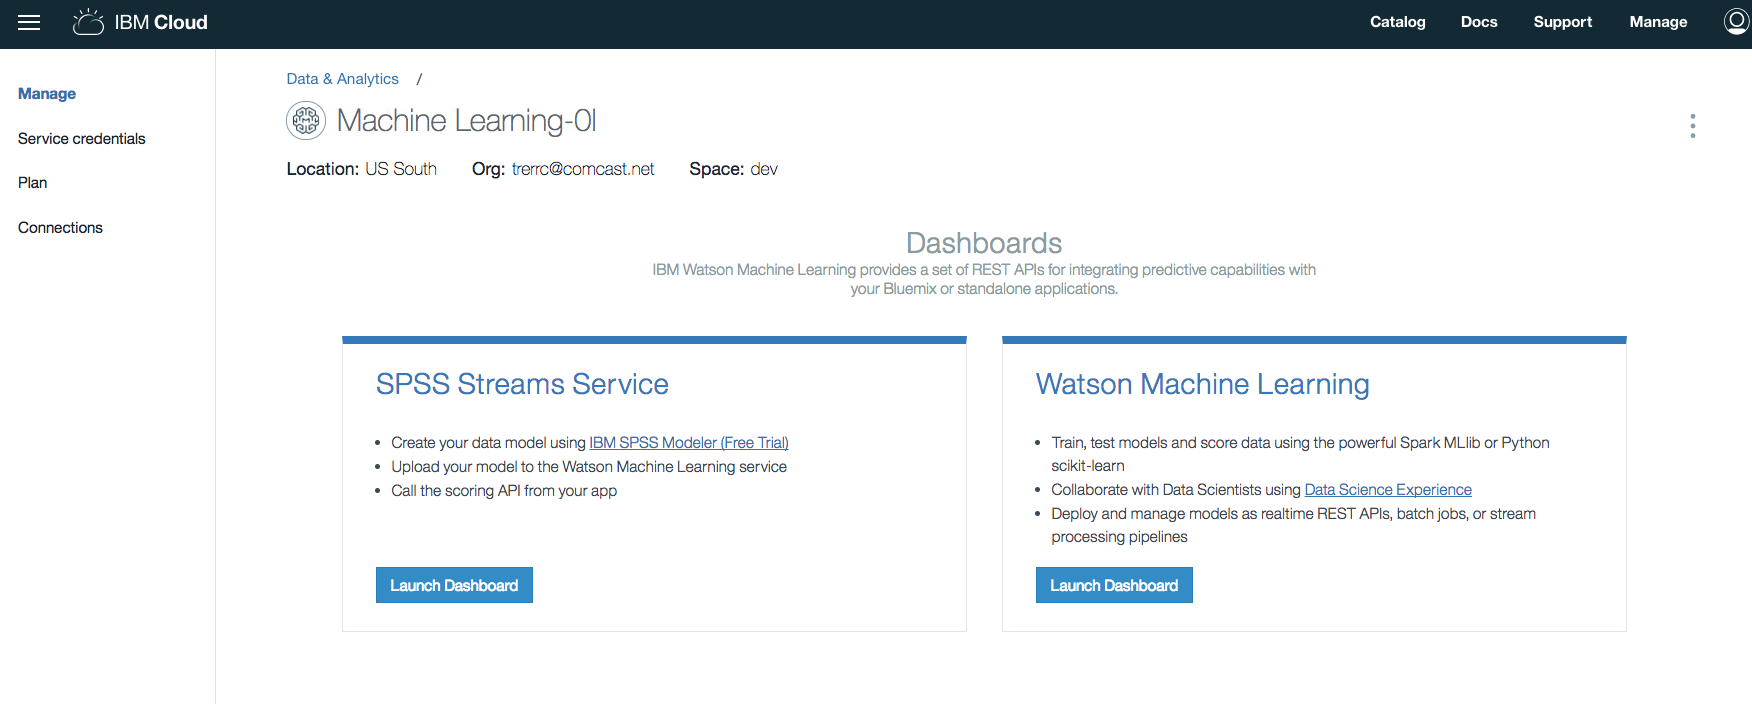 IBM Cloud
Catalog
Docs
Support
Manage
Manage
Service credentials
Plan
Connections
Data & Analytics /
Machine Learning-0l
Location: US South Org: trerrc@comcast.net Space: dev
Dashboards
IBM Watson Machine Learning provides a set of REST APIs for integrating predictive capabilities with
your Bluemix or standalone applications.
SPSS Streams Service
• Create your data model using IBM SPSS Modeler (Free Trial)
• Upload your model to the Watson Machine Learning service
• Call the scoring API from your app
Launch Dashboard
Watson Machine Learning
• Train, test models and score data using the powerful Spark MLlib or Python
scikit-learn
• Collaborate with Data Scientists using Data Science Experience
• Deploy and manage models as realtime REST APIs, batch jobs, or stream
processing pipelines
Launch Dashboard